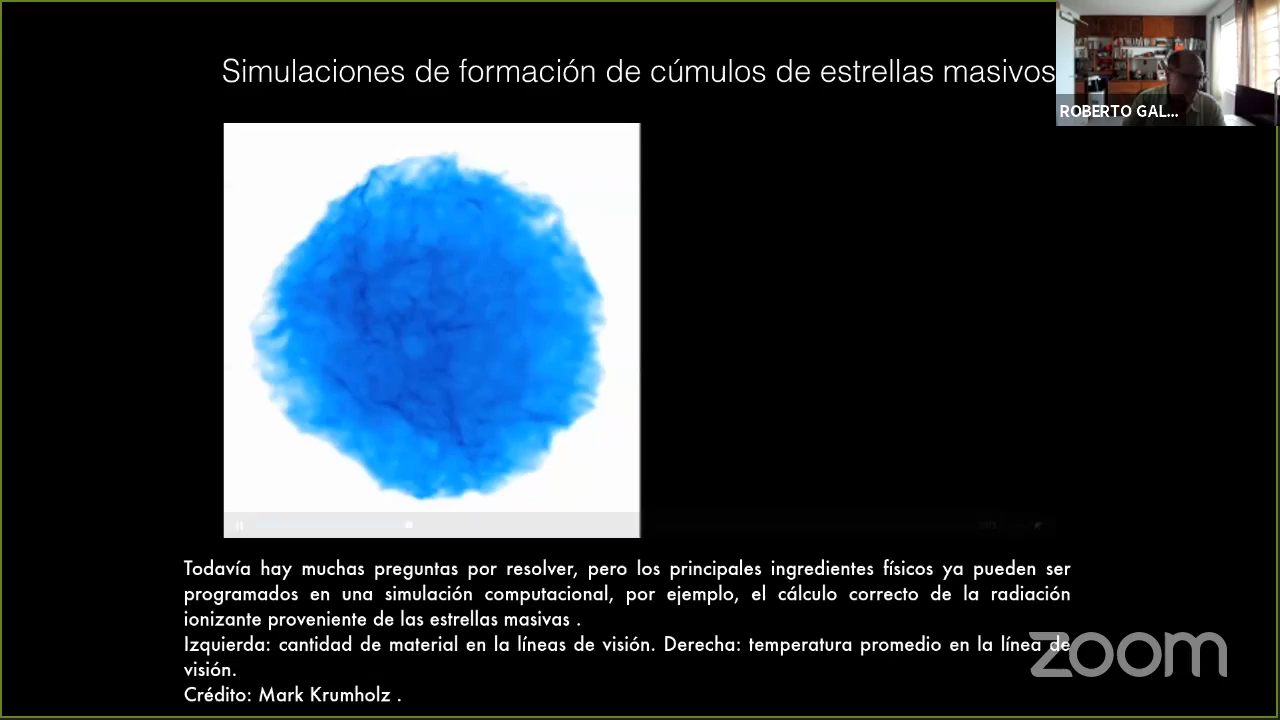 Simulaciones de formación de cúmulos de estrellas masivos
ROBERTO GAL...
Todavía hay muchas preguntas por resolver, pero los principales ingredientes físicos ya pueden ser
programados en una simulación computacional, por ejemplo, el cálculo correcto de la radiación
ionizante proveniente de las estrellas masivas .
Izquierda: cantidad de material en la líneas de visión. Derecha: temperatura promedio en la línea de
visión.
Crédito: Mark Krumholz .
zoom